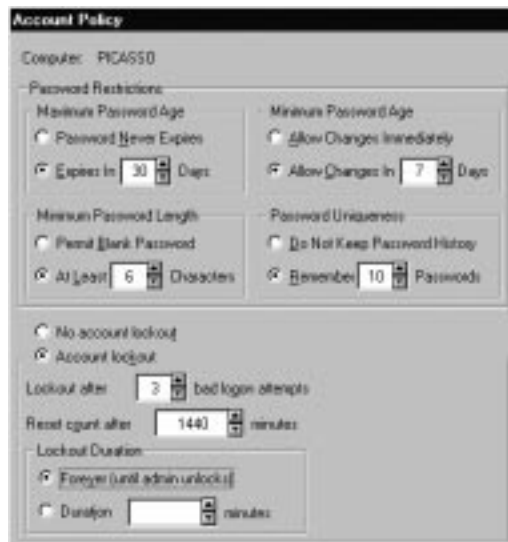 Account Policy
Computer: PICASSO
Password Restrictions
Maximum Password Age
Password Never Expires
Expires In 30 Days
Minimum Password Age
Allow Changes Immediately
Allow Changes In 7 Days
Minimum Password Length
Permit Blank Password
At Least 6 Characters
Password Uniqueness
Do Not Keep Password History
Remember 10 Passwords
No account lockout
Account lockout
Lockout after 3 bad logon attempts
Reset count after 1440 minutes
Lockout Duration
Forever (until admin unlocks)
Duration minutes